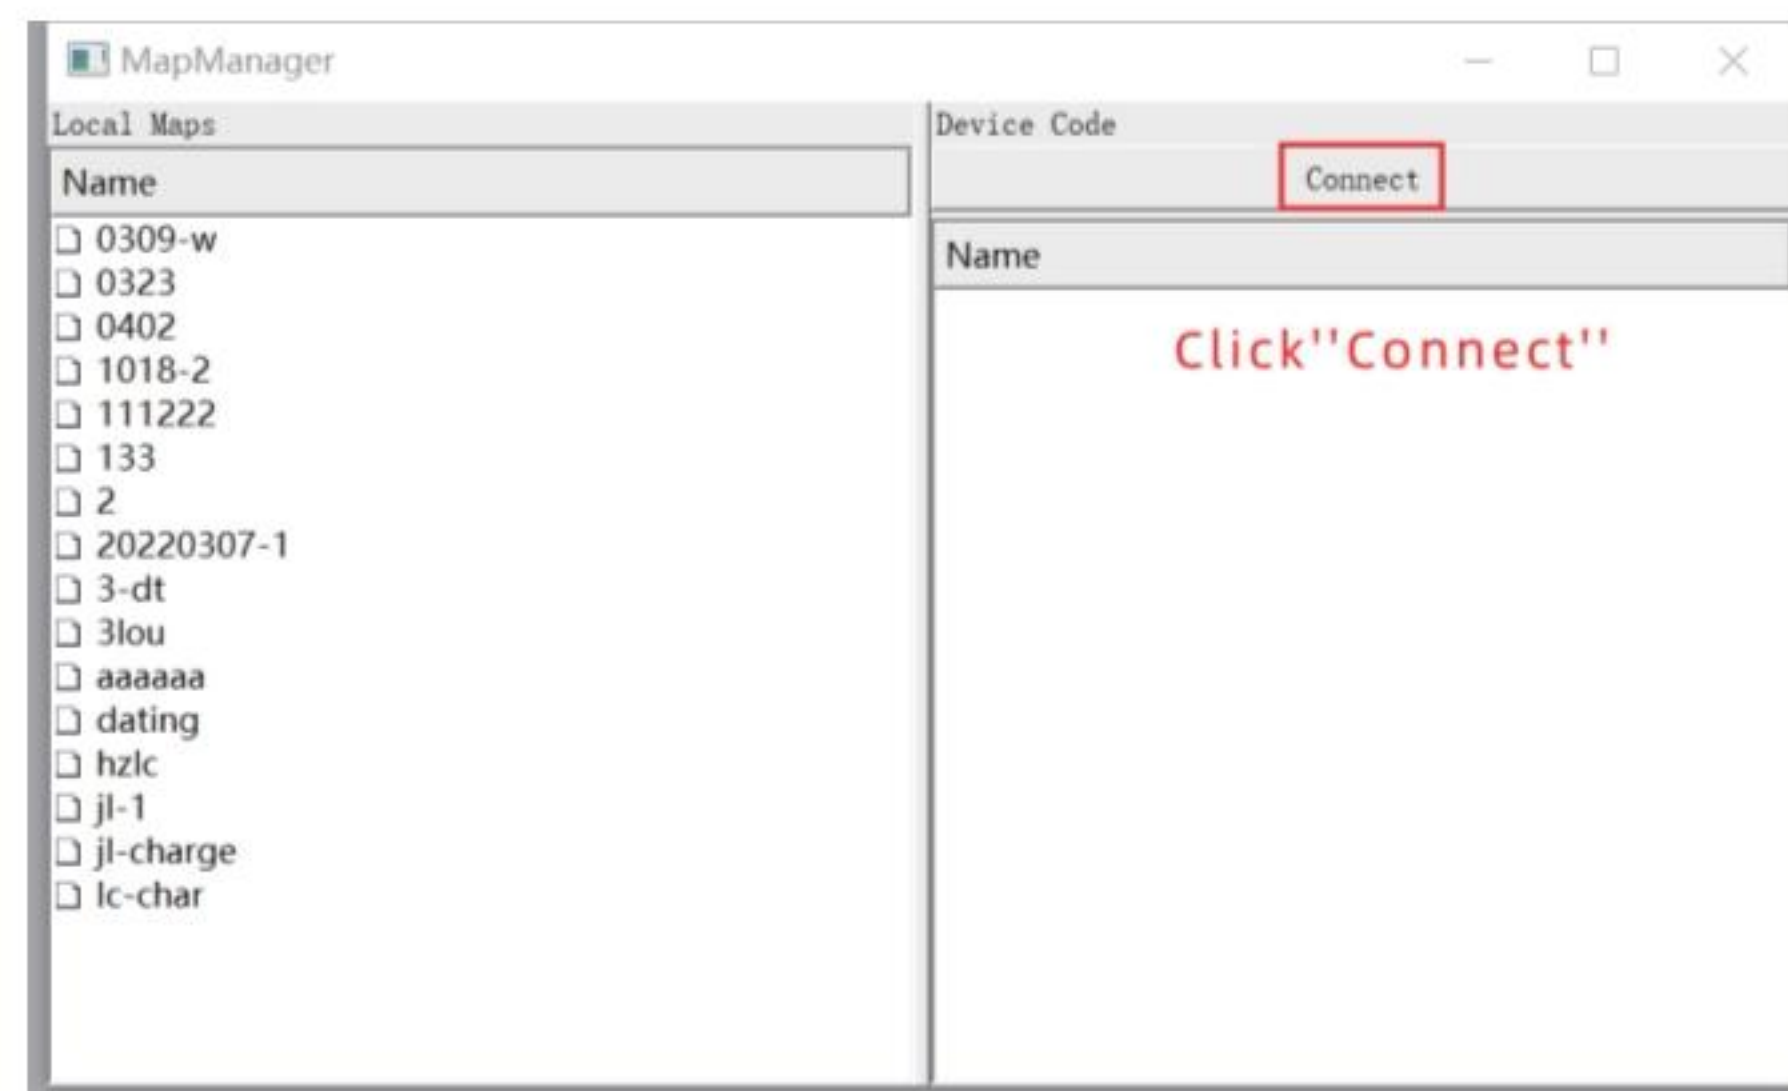 MapManager
Local Maps
Name
0309-w
0323
0402
1018-2
111222
133
2
20220307-1
3-dt
3lou
aaaaaa
dating
hzlc
jl-1
jl-charge
lc-char
Device Code
Connect
Name
Click''Connect''